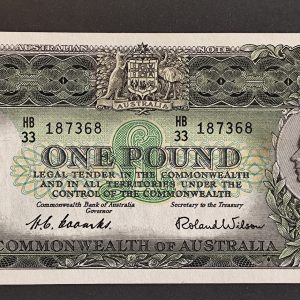 AUSTRALIAN NOTE
AUSTRALIA
HB
33 187368
HB
33 187368
ONE POUND
LEGAL TENDER IN THE COMMONWEALTH
AND IN ALL TERRITORIES UNDER THE
CONTROL OF THE COMMONWEALTH
Commonwealth Bank of Australia
Governor
Secretary to the Treasury
H.C. Coombs
Roland Wilson
COMMONWEALTH OF AUSTRALIA